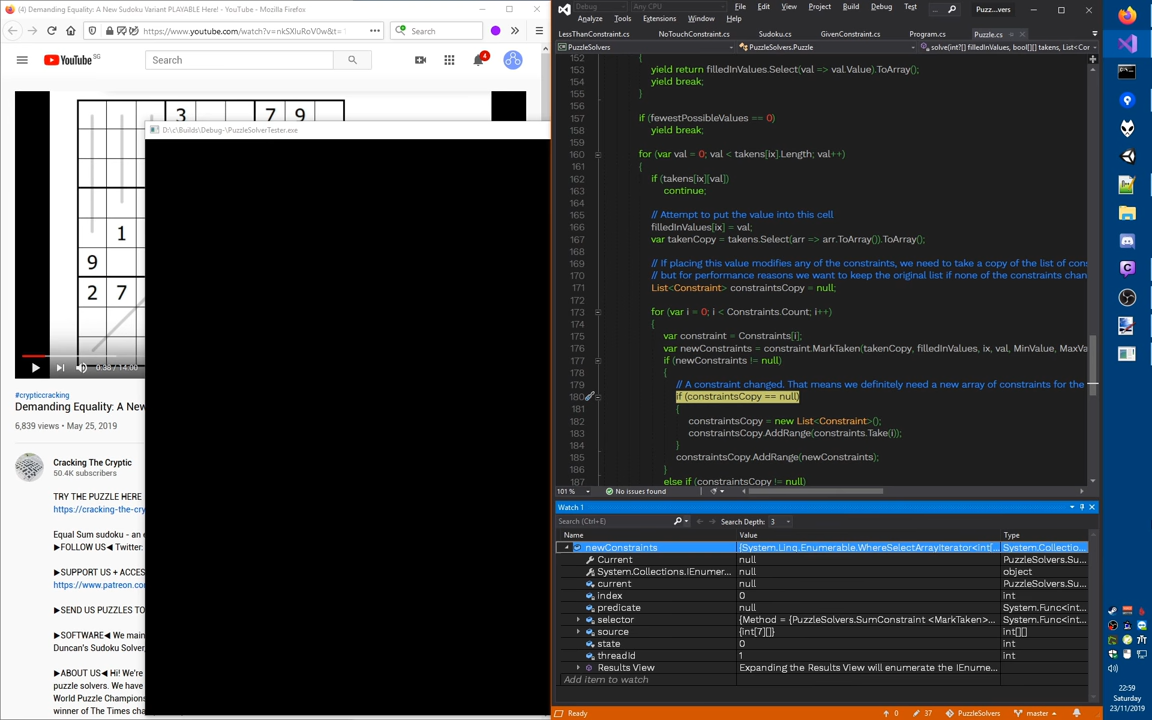 (4) Demanding Equality: A New Sudoku Variant PLAYABLE Here! - YouTube - Mozilla Firefox
https://www.youtube.com/watch?v=nkSXluRoV0w&t=
Search
YouTube SG
Search
4
3 7 9
1
9
2 7
0:38 / 14:00
#crypticcracking
Demanding Equality: A New
6,839 views • May 25, 2019
Cracking The Cryptic
50.4K subscribers
TRY THE PUZZLE HERE
https://cracking-the-cry
Equal Sum sudoku - an e
▶FOLLOW US◀ Twitter:
▶SUPPORT US + ACCES
https://www.patreon.co
▶SEND US PUZZLES TO
▶SOFTWARE◀ We main
Duncan's Sudoku Solver,
▶ABOUT US◀ Hi! We're
puzzle solvers. We have
World Puzzle Champions
winner of The Times cha
D:\c\Builds\Debug-\PuzzleSolverTester.exe
Debug Any CPU
File Edit View Project Build Debug Test
Analyze Tools Extensions Window Help
Puzz...vers
LessThanConstraint.cs NoTouchConstraint.cs Sudoku.cs GivenConstraint.cs Program.cs Puzzle.cs
PuzzleSolvers PuzzleSolvers.Puzzle solve(int?[] filledInValues, bool[][] takens, List<Cor
152 {
153 yield return filledInValues.Select(val => val.Value).ToArray();
154 yield break;
155 }
156
157 if (fewestPossibleValues == 0)
158 yield break;
159
160 for (var val = 0; val < takens[ix].Length; val++)
161 {
162 if (takens[ix][val])
163 continue;
164
165 // Attempt to put the value into this cell
166 filledInValues[ix] = val;
167 var takenCopy = takens.Select(arr => arr.ToArray()).ToArray();
168
169 // If placing this value modifies any of the constraints, we need to take a copy of the list of cons
170 // but for performance reasons we want to keep the original list if none of the constraints chan
171 List<Constraint> constraintsCopy = null;
172
173 for (var i = 0; i < Constraints.Count; i++)
174 {
175 var constraint = Constraints[i];
176 var newConstraints = constraint.MarkTaken(takenCopy, filledInValues, ix, val, MinValue, MaxVa
177 if (newConstraints != null)
178 {
179 // A constraint changed. That means we definitely need a new array of constraints for the
180 if (constraintsCopy == null)
181 {
182 constraintsCopy = new List<Constraint>();
183 constraintsCopy.AddRange(constraints.Take(i));
184 }
185 constraintsCopy.AddRange(newConstraints);
186 }
187 else if (constraintsCopy != null)
101 % No issues found
Watch 1
Search (Ctrl+E) Search Depth: 3
Name Value Type
newConstraints {System.Linq.Enumerable.WhereSelectArrayIterator<int[... System.Collectio...
Current null PuzzleSolvers.Su...
System.Collections.IEnumer... null object
current null PuzzleSolvers.Su...
index 0 int
predicate null System.Func<int...
selector {Method = {PuzzleSolvers.SumConstraint <MarkTaken>... System.Func<int...
source {int[7][]} int[][]
state 0 int
threadId 1 int
Results View Expanding the Results View will enumerate the IEnume...
Add item to watch
Ready 0 37 PuzzleSolvers master
22:59
Saturday
23/11/2019